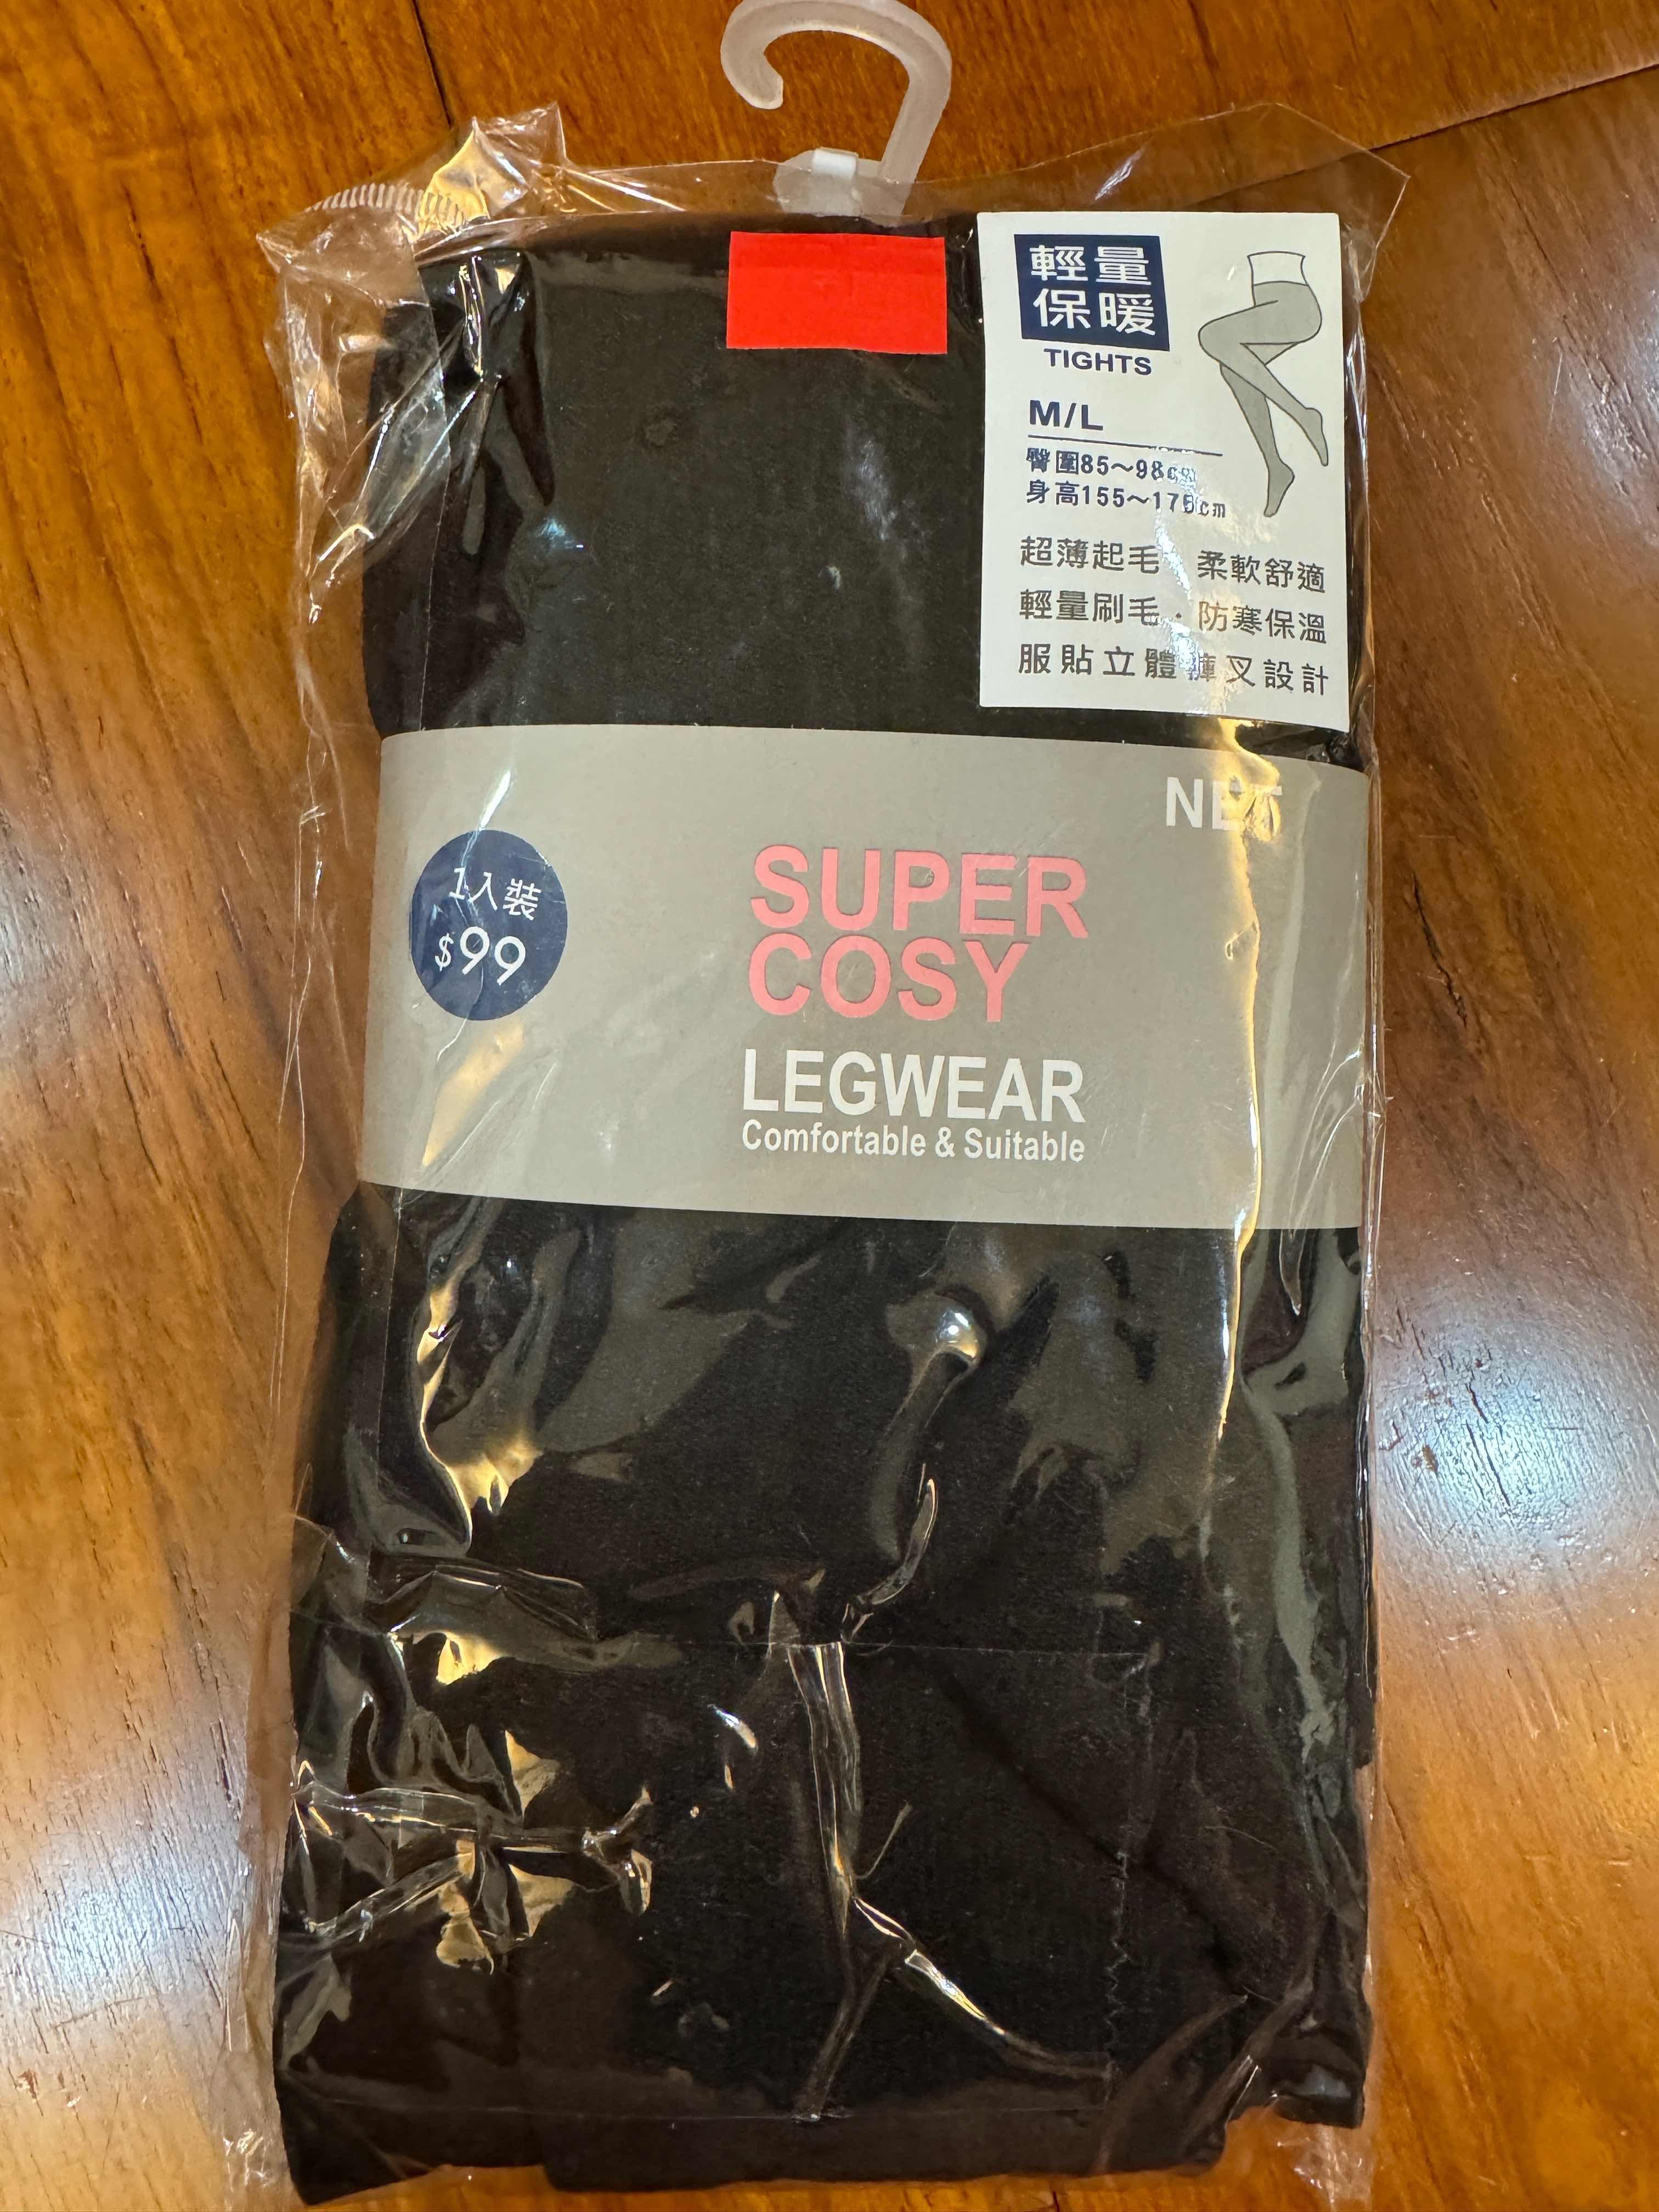 輕量
保暖
TIGHTS
M/L
臀圍85～98cm
身高155～170cm
超薄起毛・柔軟舒適
輕量刷毛・防寒保溫
服貼立體褲叉設計
NET
1入裝
$99
SUPER
COSY
LEGWEAR
Comfortable & Suitable